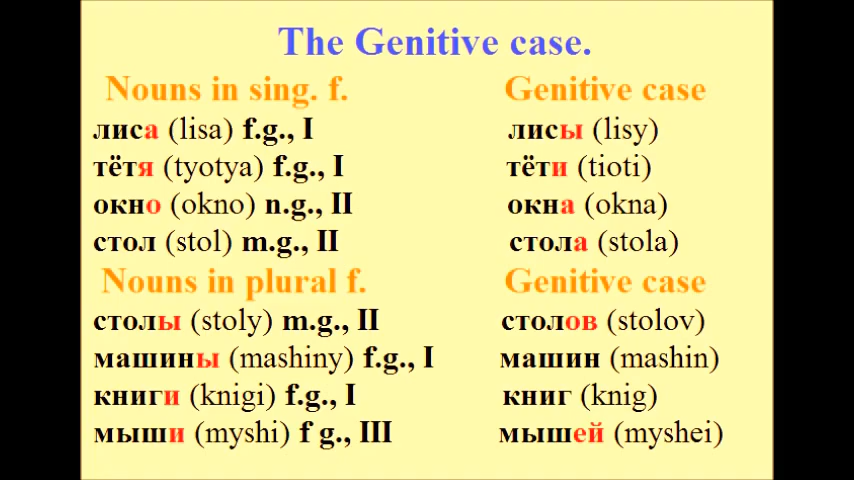 The Genitive case.
Nouns in sing. f. Genitive case
лиса (lisa) f.g., I лисы (lisy)
тётя (tyotya) f.g., I тёти (tioti)
окно (okno) n.g., II окна (okna)
стол (stol) m.g., II стола (stola)
Nouns in plural f. Genitive case
столы (stoly) m.g., II столов (stolov)
машины (mashiny) f.g., I машин (mashin)
книги (knigi) f.g., I книг (knig)
мыши (myshi) f g., III мышей (myshei)